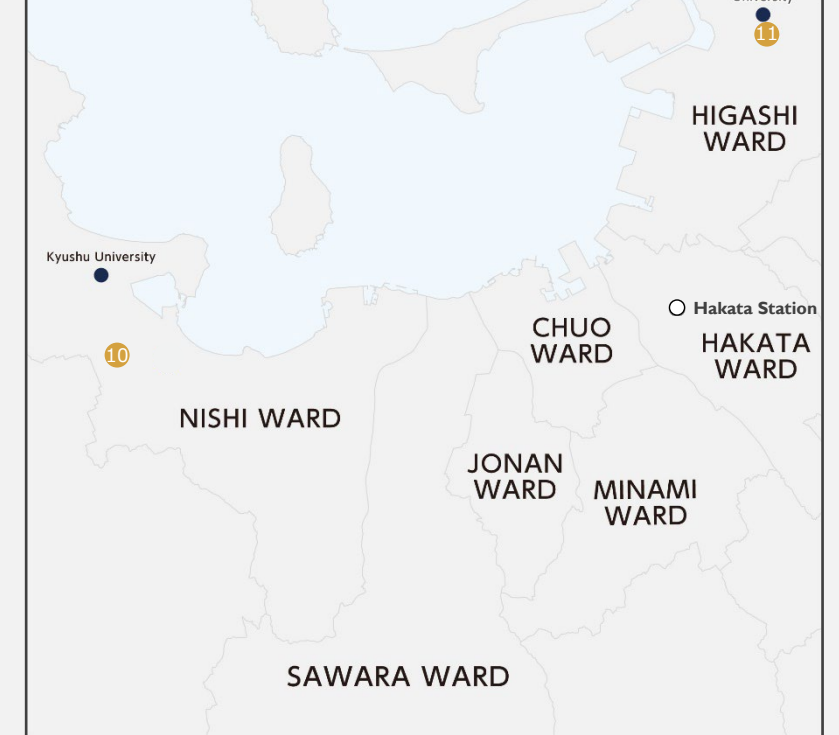 11
HIGASHI
WARD
Kyushu University
Hakata Station
CHUO
WARD
HAKATA
WARD
10
NISHI WARD
JONAN
WARD
MINAMI
WARD
SAWARA WARD